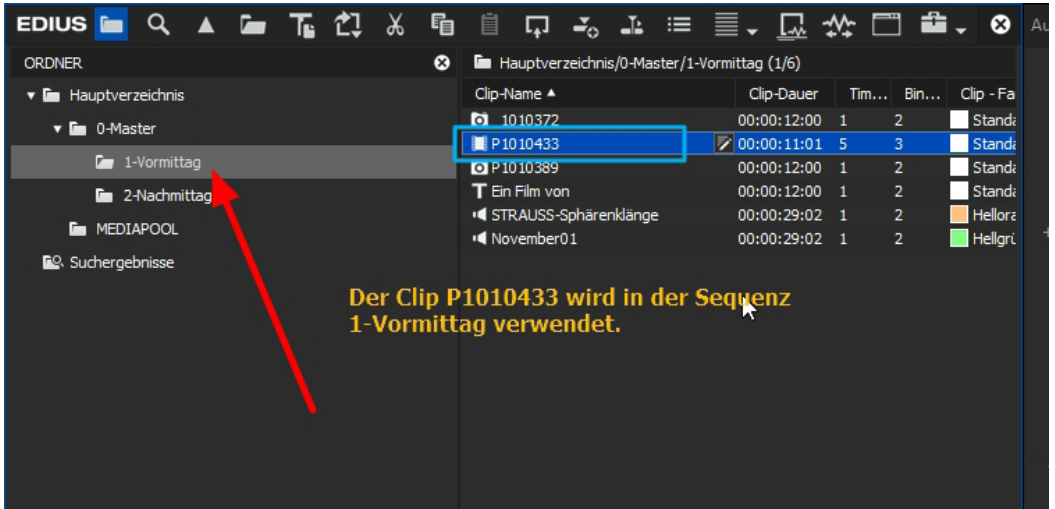 EDIUS
Au
ORDNER
Hauptverzeichnis/0-Master/1-Vormittag (1/6)
Hauptverzeichnis
Clip-Name Clip-Dauer Tim... Bin... Clip - Fa
0-Master
1010372 00:00:12:00 1 2 Standa
1-Vormittag
P1010433 00:00:11:01 5 3 Standa
P1010389 00:00:12:00 1 2 Standa
2-Nachmittag
Ein Film von 00:00:12:00 1 2 Standa
MEDIAPOOL
STRAUSS-Sphärenklänge 00:00:29:02 1 2 Hellora
November01 00:00:29:02 1 2 Hellgrü
Suchergebnisse
Der Clip P1010433 wird in der Sequenz
1-Vormittag verwendet.